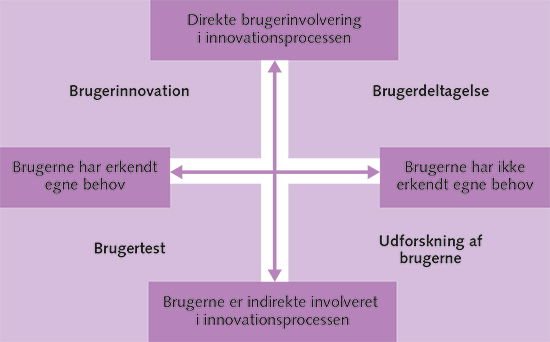 Direkte brugerinvolvering
i innovationsprocessen
Brugerinnovation
Brugerdeltagelse
Brugerne har erkendt
egne behov
Brugerne har ikke
erkendt egne behov
Brugertest
Udforskning af
brugerne
Brugerne er indirekte involveret
i innovationsprocessen